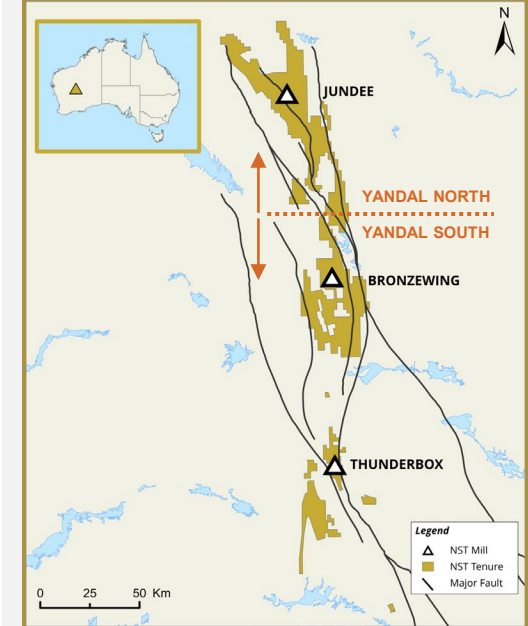 N
JUNDEE
YANDAL NORTH
YANDAL SOUTH
BRONZEWING
THUNDERBOX
Legend
NST Mill
NST Tenure
Major Fault
0 25 50 Km